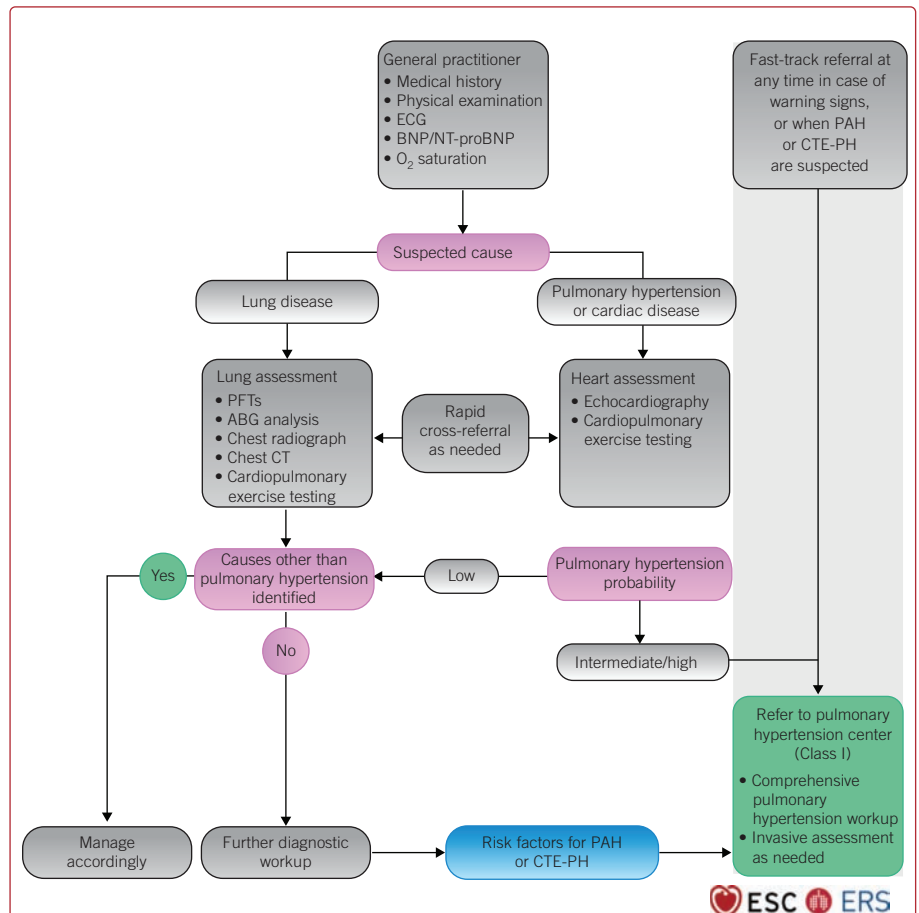 General practitioner
• Medical history
• Physical examination
• ECG
• BNP/NT-proBNP
• O₂ saturation
Fast-track referral at
any time in case of
warning signs,
or when PAH
or CTE-PH
are suspected
Suspected cause
Lung disease
Pulmonary hypertension
or cardiac disease
Lung assessment
• PFTs
• ABG analysis
• Chest radiograph
• Chest CT
• Cardiopulmonary
exercise testing
Rapid
cross-referral
as needed
Heart assessment
• Echocardiography
• Cardiopulmonary
exercise testing
Yes
Causes other than
pulmonary hypertension
identified
Low
Pulmonary hypertension
probability
No
Intermediate/high
Refer to pulmonary
hypertension center
(Class I)
• Comprehensive
pulmonary
hypertension workup
• Invasive assessment
as needed
Manage
accordingly
Further diagnostic
workup
Risk factors for PAH
or CTE-PH
ESC ERS